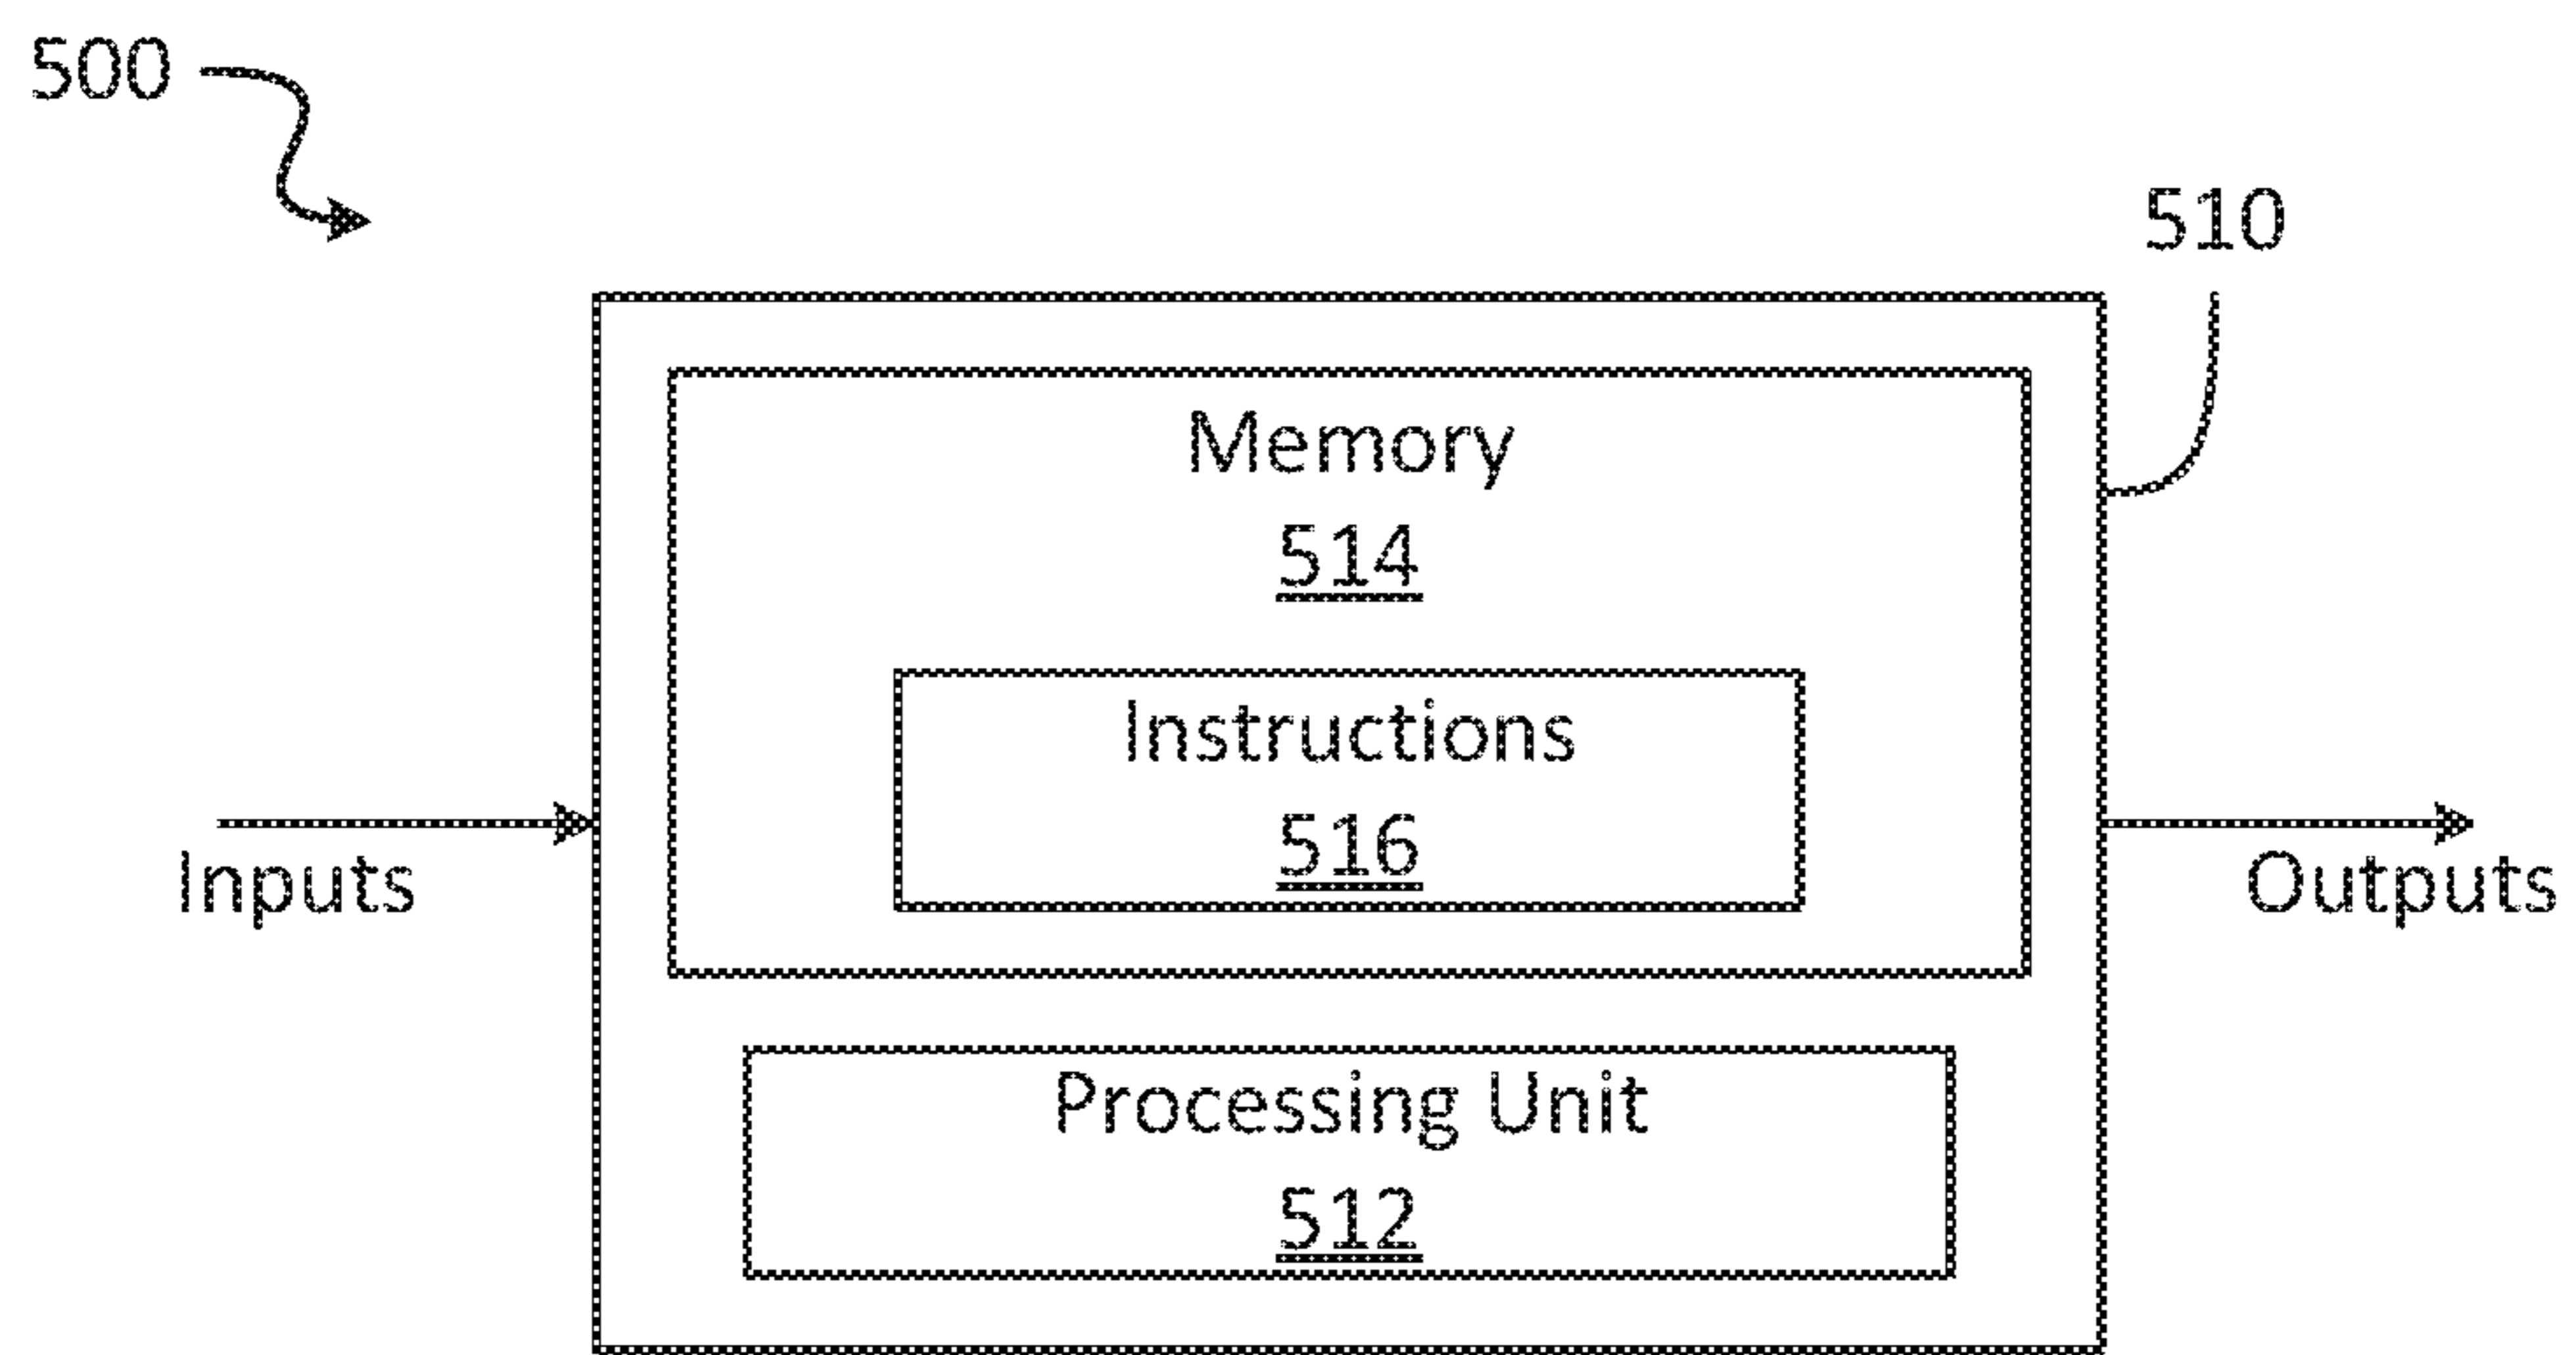 500
510
Memory
514
Instructions
516
Inputs
Outputs
Processing Unit
512